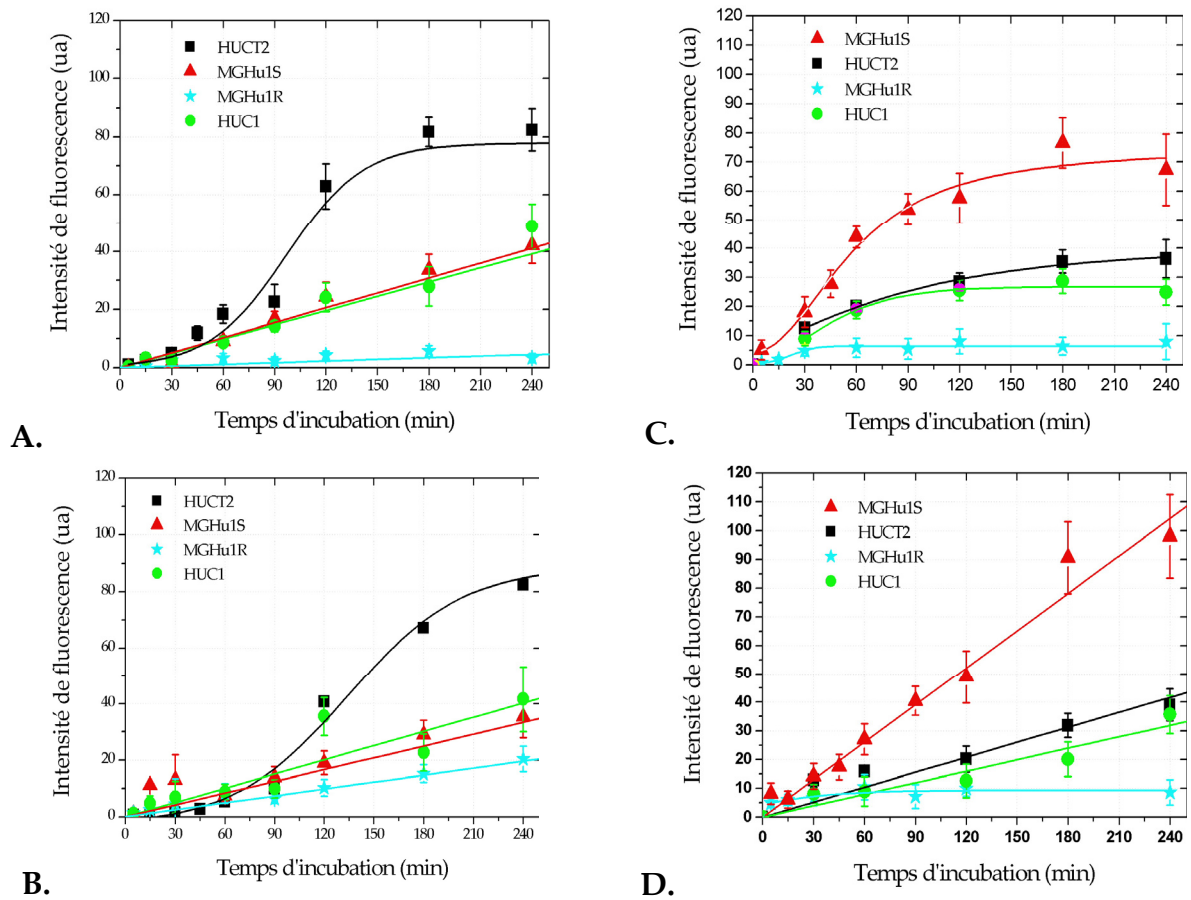 120
100
80
60
40
20
0
Intensité de fluorescence (ua)
HUCT2
MGHu1S
MGHu1R
HUC1
0 30 60 90 120 150 180 210 240
Temps d'incubation (min)
A.
120
110
100
90
80
70
60
50
40
30
20
10
0
Intensité de fluorescence (ua)
MGHu1S
HUCT2
MGHu1R
HUC1
0 30 60 90 120 150 180 210 240
Temps d'incubation (min)
C.
120
100
80
60
40
20
0
Intensité de fluorescence (ua)
HUCT2
MGHu1S
MGHu1R
HUC1
0 30 60 90 120 150 180 210 240
Temps d'incubation (min)
B.
120
110
100
90
80
70
60
50
40
30
20
10
0
Intensité de fluorescence (ua)
MGHu1S
HUCT2
MGHu1R
HUC1
0 30 60 90 120 150 180 210 240
Temps d'incubation (min)
D.